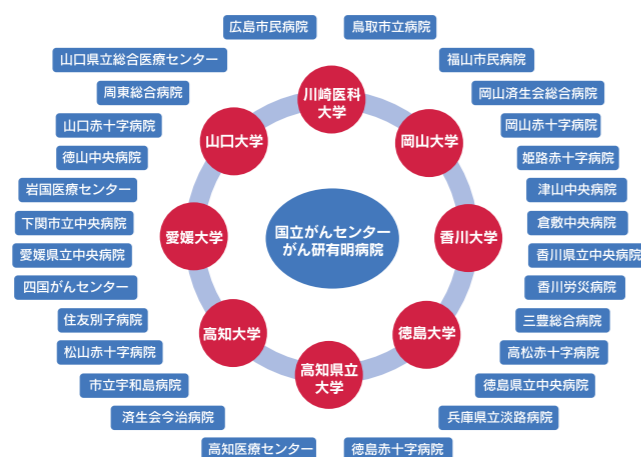 広島市民病院
鳥取市立病院
山口県立総合医療センター
福山市民病院
周東総合病院
川崎医科
大学
岡山済生会総合病院
山口赤十字病院
山口大学
岡山大学
岡山赤十字病院
徳山中央病院
姫路赤十字病院
岩国医療センター
津山中央病院
下関市立中央病院
愛媛大学
国立がんセンター
がん研有明病院
香川大学
倉敷中央病院
愛媛県立中央病院
香川県立中央病院
四国がんセンター
香川労災病院
住友別子病院
高知大学
徳島大学
三豊総合病院
松山赤十字病院
高松赤十字病院
市立宇和島病院
高知県立
大学
徳島県立中央病院
済生会今治病院
兵庫県立淡路病院
高知医療センター
徳島赤十字病院